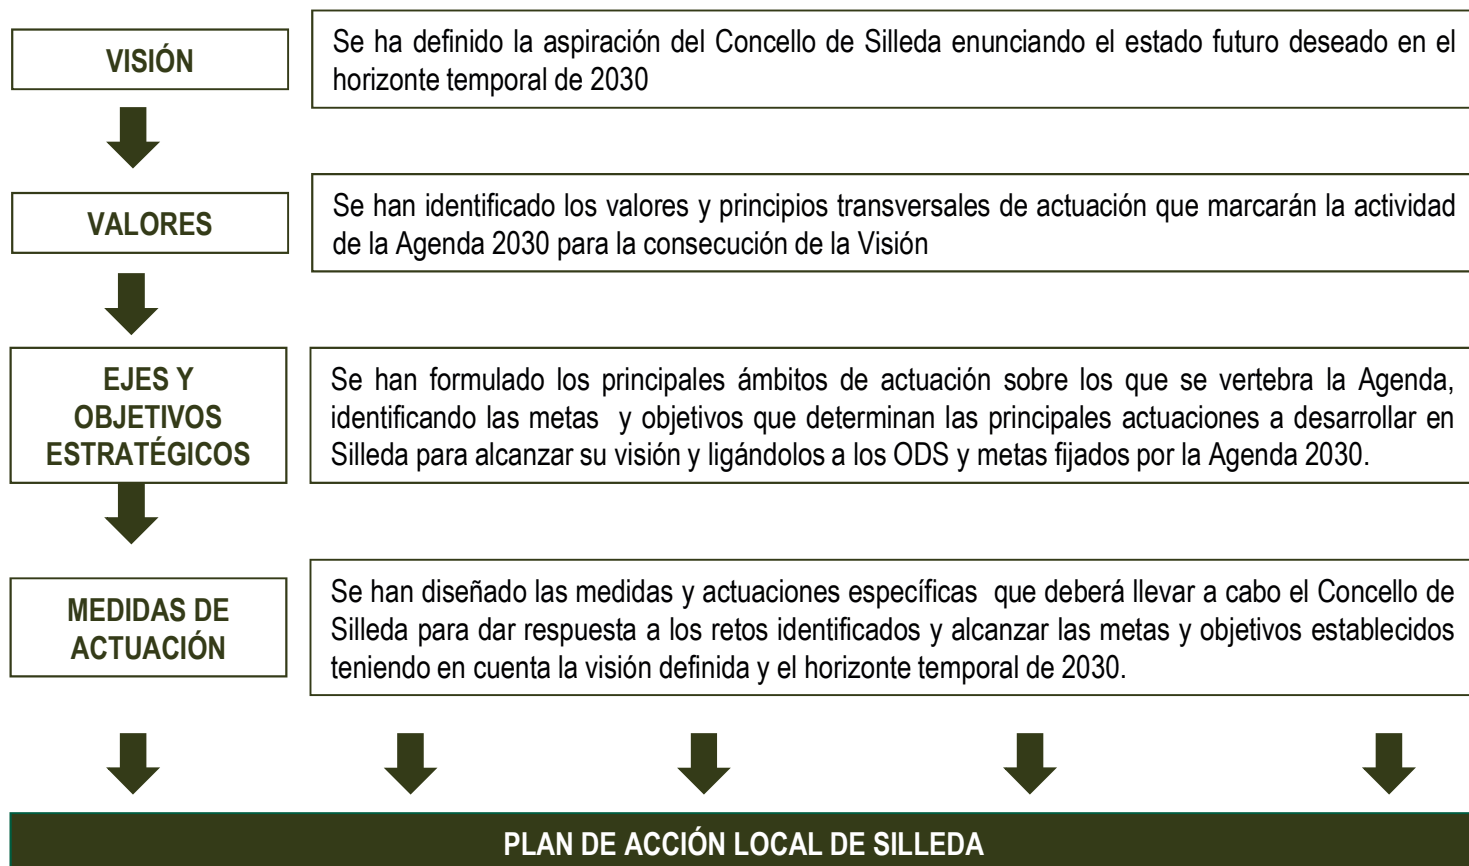 VISIÓN
Se ha definido la aspiración del Concello de Silleda enunciando el estado futuro deseado en el
horizonte temporal de 2030
VALORES
Se han identificado los valores y principios transversales de actuación que marcarán la actividad
de la Agenda 2030 para la consecución de la Visión
EJES Y
OBJETIVOS
ESTRATÉGICOS
Se han formulado los principales ámbitos de actuación sobre los que se vertebra la Agenda,
identificando las metas y objetivos que determinan las principales actuaciones a desarrollar en
Silleda para alcanzar su visión y ligándolos a los ODS y metas fijados por la Agenda 2030.
MEDIDAS DE
ACTUACIÓN
Se han diseñado las medidas y actuaciones específicas que deberá llevar a cabo el Concello de
Silleda para dar respuesta a los retos identificados y alcanzar las metas y objetivos establecidos
teniendo en cuenta la visión definida y el horizonte temporal de 2030.
PLAN DE ACCIÓN LOCAL DE SILLEDA